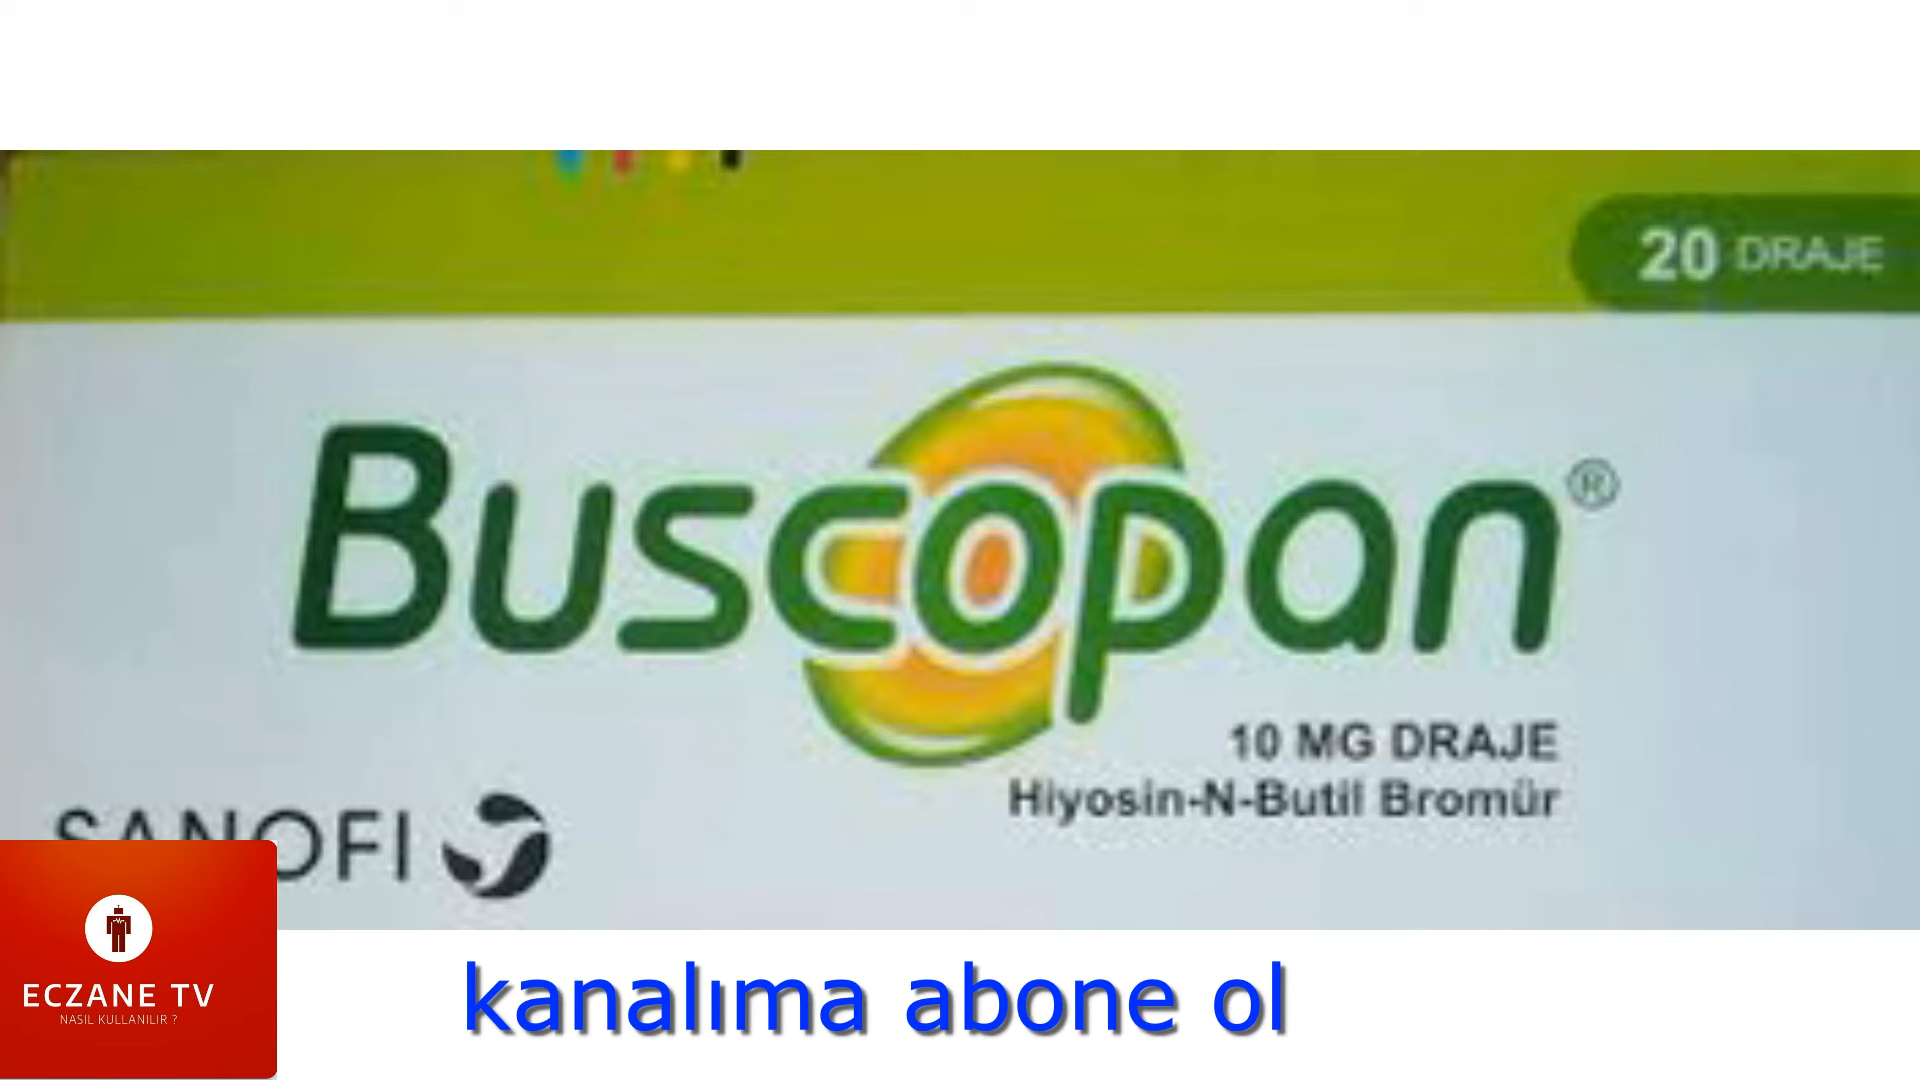 20 DRAJE
Buscopan®
10 MG DRAJE
Hiyosin-N-Butil Bromür
SANOFI
ECZANE TV
NASIL KULLANILIR ?
kanalıma abone ol